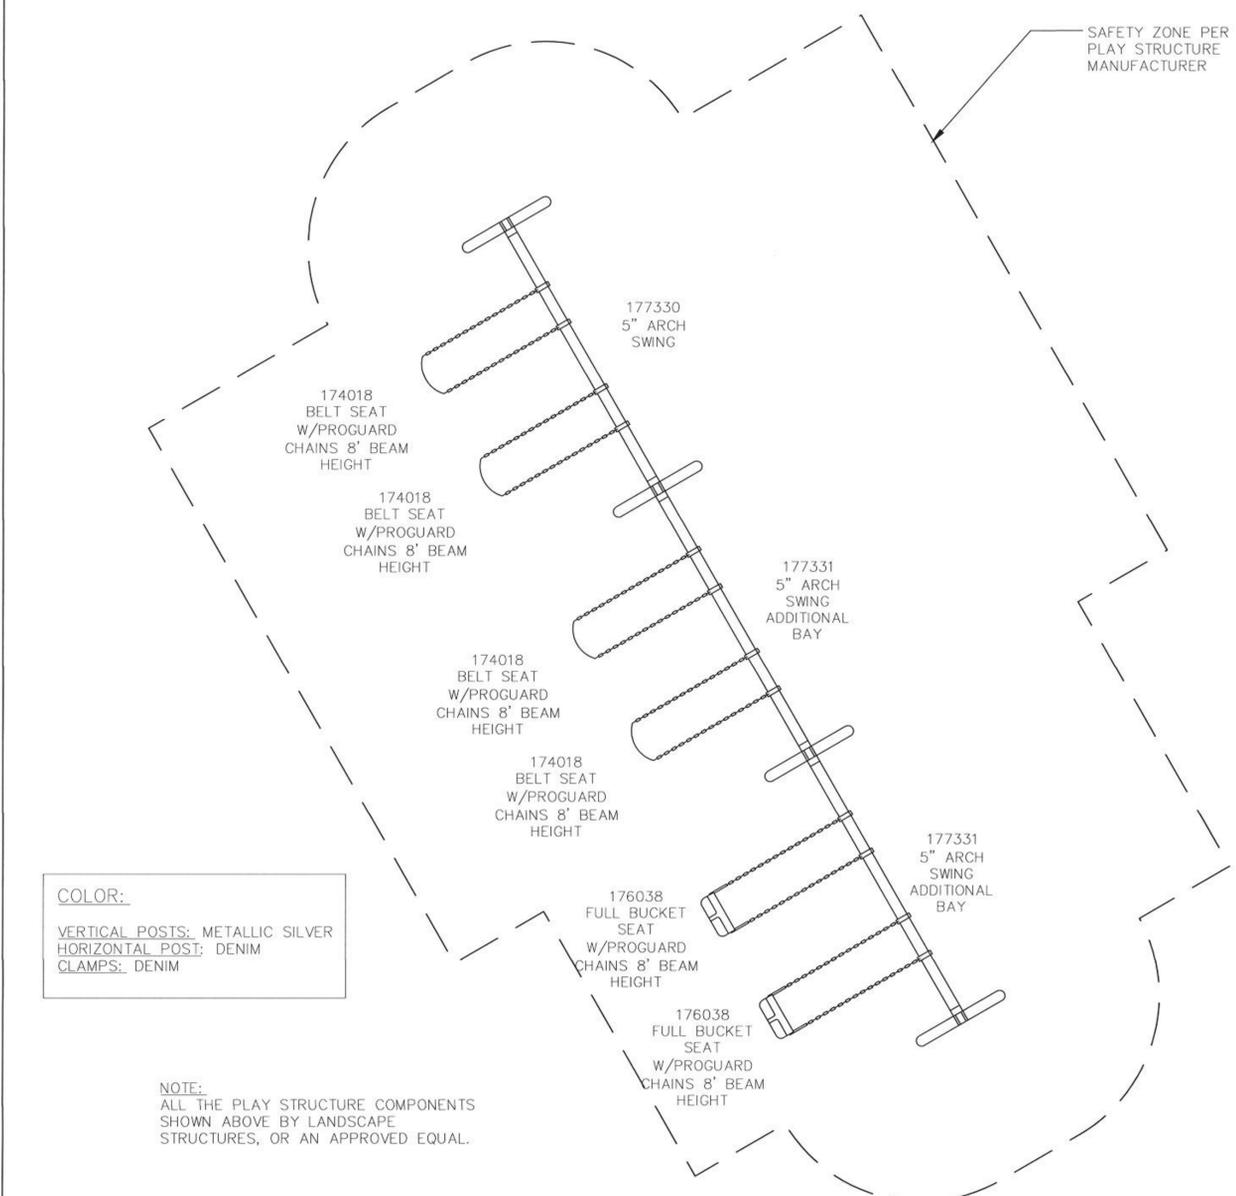 SAFETY ZONE PER
PLAY STRUCTURE
MANUFACTURER
177330
5" ARCH
SWING
174018
BELT SEAT
W/PROGUARD
CHAINS 8' BEAM
HEIGHT
174018
BELT SEAT
W/PROGUARD
CHAINS 8' BEAM
HEIGHT
177331
5" ARCH
SWING
ADDITIONAL
BAY
174018
BELT SEAT
W/PROGUARD
CHAINS 8' BEAM
HEIGHT
174018
BELT SEAT
W/PROGUARD
CHAINS 8' BEAM
HEIGHT
177331
5" ARCH
SWING
ADDITIONAL
BAY
176038
FULL BUCKET
SEAT
W/PROGUARD
CHAINS 8' BEAM
HEIGHT
176038
FULL BUCKET
SEAT
W/PROGUARD
CHAINS 8' BEAM
HEIGHT
COLOR:
VERTICAL POSTS: METALLIC SILVER
HORIZONTAL POST: DENIM
CLAMPS: DENIM
NOTE:
ALL THE PLAY STRUCTURE COMPONENTS
SHOWN ABOVE BY LANDSCAPE
STRUCTURES, OR AN APPROVED EQUAL.